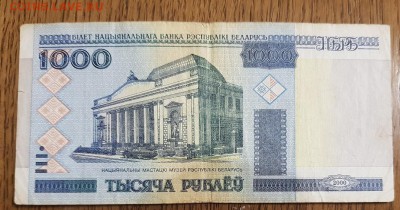 БІЛЕТ НАЦЫЯНАЛЬНАГА БАНКА РЭСПУБЛІКІ БЕЛАРУСЬ
1000
1000
НАЦЫЯНАЛЬНЫ МАСТАЦКІ МУЗЕЙ РЭСПУБЛІКІ БЕЛАРУСЬ
ТЫСЯЧА РУБЛЁЎ
2000